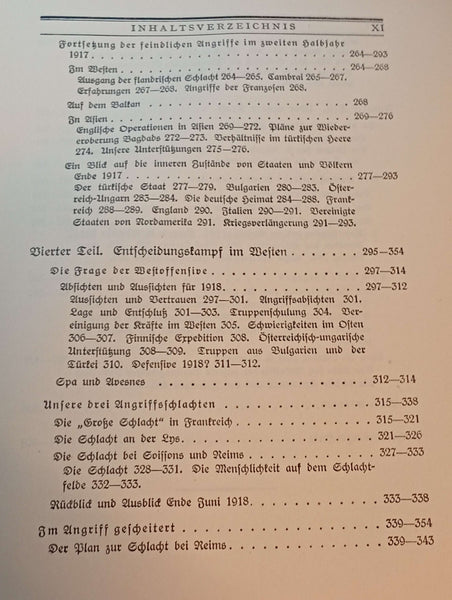 INHALTSVERZEICHNIS XI
Fortsetzung der feindlichen Angriffe im zweiten Halbjahr
1917 . . . . . . . . . . . . . . . . . . . . 264–293
Im Westen . . . . . . . . . . . . . . . . . . 264–268
Ausgang der flandrischen Schlacht 264–265. Cambrai 265–267.
Erfahrungen 267–268. Angriffe der Franzosen 268.
Auf dem Balkan . . . . . . . . . . . . . . . . 268
In Asien . . . . . . . . . . . . . . . . . . . 269–276
Englische Operationen in Asien 269–272. Pläne zur Wieder-
eroberung Bagdads 272–273. Verhältnisse im türkischen Heere
274. Unsere Unterstützungen 275–276.
Ein Blick auf die inneren Zustände von Staaten und Völkern
Ende 1917 . . . . . . . . . . . . . . . . . . 277–293
Der türkische Staat 277–279. Bulgarien 280–283. Öster-
reich-Ungarn 283–284. Die deutsche Heimat 284–288. Frank-
reich 288–289. England 290. Italien 290–291. Vereinigte
Staaten von Nordamerika 291. Kriegsverlängerung 291–293.
Vierter Teil. Entscheidungskampf im Westen . . . . . . . 295–354
Die Frage der Westoffensive . . . . . . . . . . . 297–314
Absichten und Aussichten für 1918 . . . . . . . . . 297–312
Aussichten und Vertrauen 297–301. Angriffsabsichten 301.
Lage und Entschluß 301–303. Truppenschulung 304. Ver-
einigung der Kräfte im Westen 305. Schwierigkeiten im Osten
306–307. Finnische Expedition 308. Österreichisch-ungarische
Unterstützung 308–309. Truppen aus Bulgarien und der
Türkei 310. Defensive 1918? 311–312.
Spa und Avesnes . . . . . . . . . . . . . . . 312–314
Unsere drei Angriffsschlachten . . . . . . . . . . 315–338
Die „Große Schlacht“ in Frankreich . . . . . . . . . 315–321
Die Schlacht an der Lys . . . . . . . . . . . . . 321–326
Die Schlacht bei Soissons und Reims . . . . . . . . 327–333
Die Schlacht 328–331. Die Menschlichkeit auf dem Schlacht-
felde 332–333.
Rückblick und Ausblick Ende Juni 1918 . . . . . . . . 333–338
Im Angriff gescheitert . . . . . . . . . . . . . 339–354
Der Plan zur Schlacht bei Reims . . . . . . . . . . 339–343